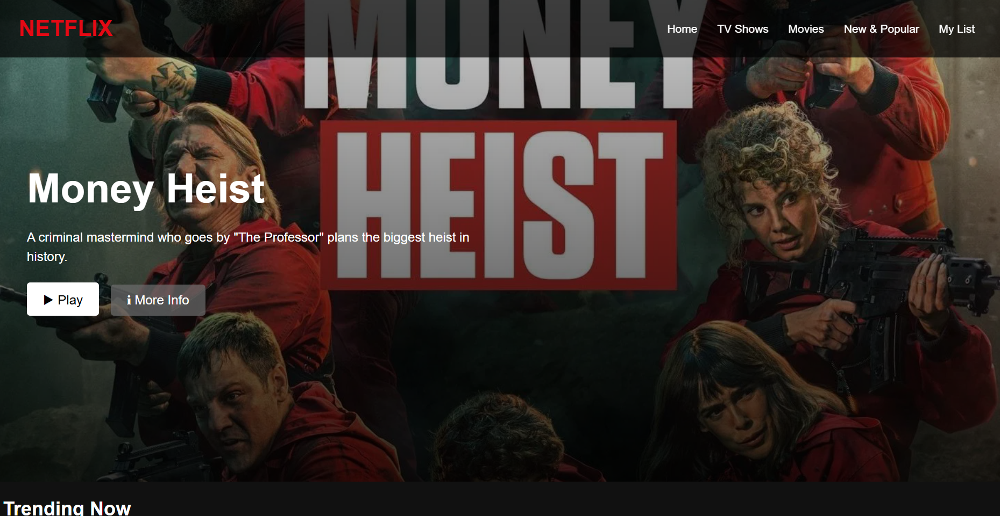 NETFLIX
Home TV Shows Movies New & Popular My List
MONEY
HEIST
Money Heist
A criminal mastermind who goes by "The Professor" plans the biggest heist in
history.
▶ Play ℹ More Info
Trending Now